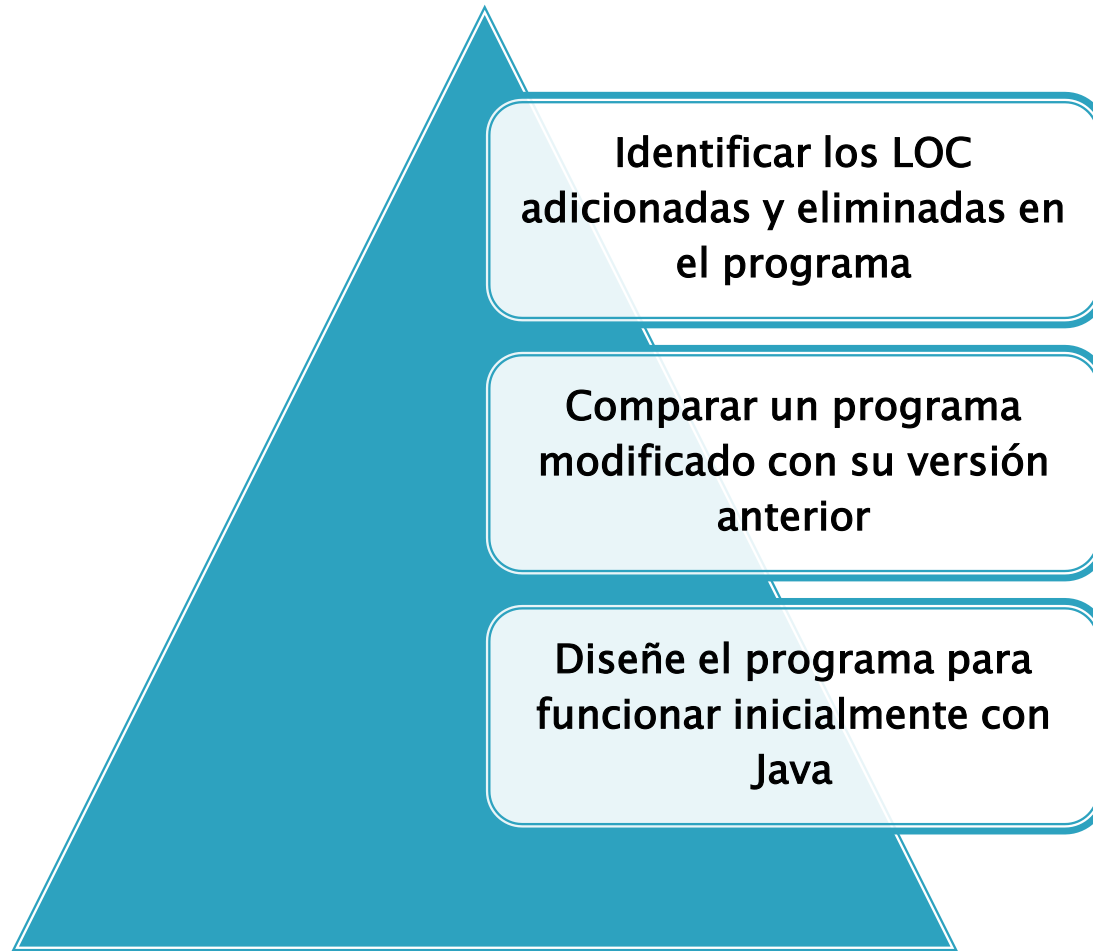 Identificar los LOC
adicionadas y eliminadas en
el programa
Comparar un programa
modificado con su versión
anterior
Diseñe el programa para
funcionar inicialmente con
Java